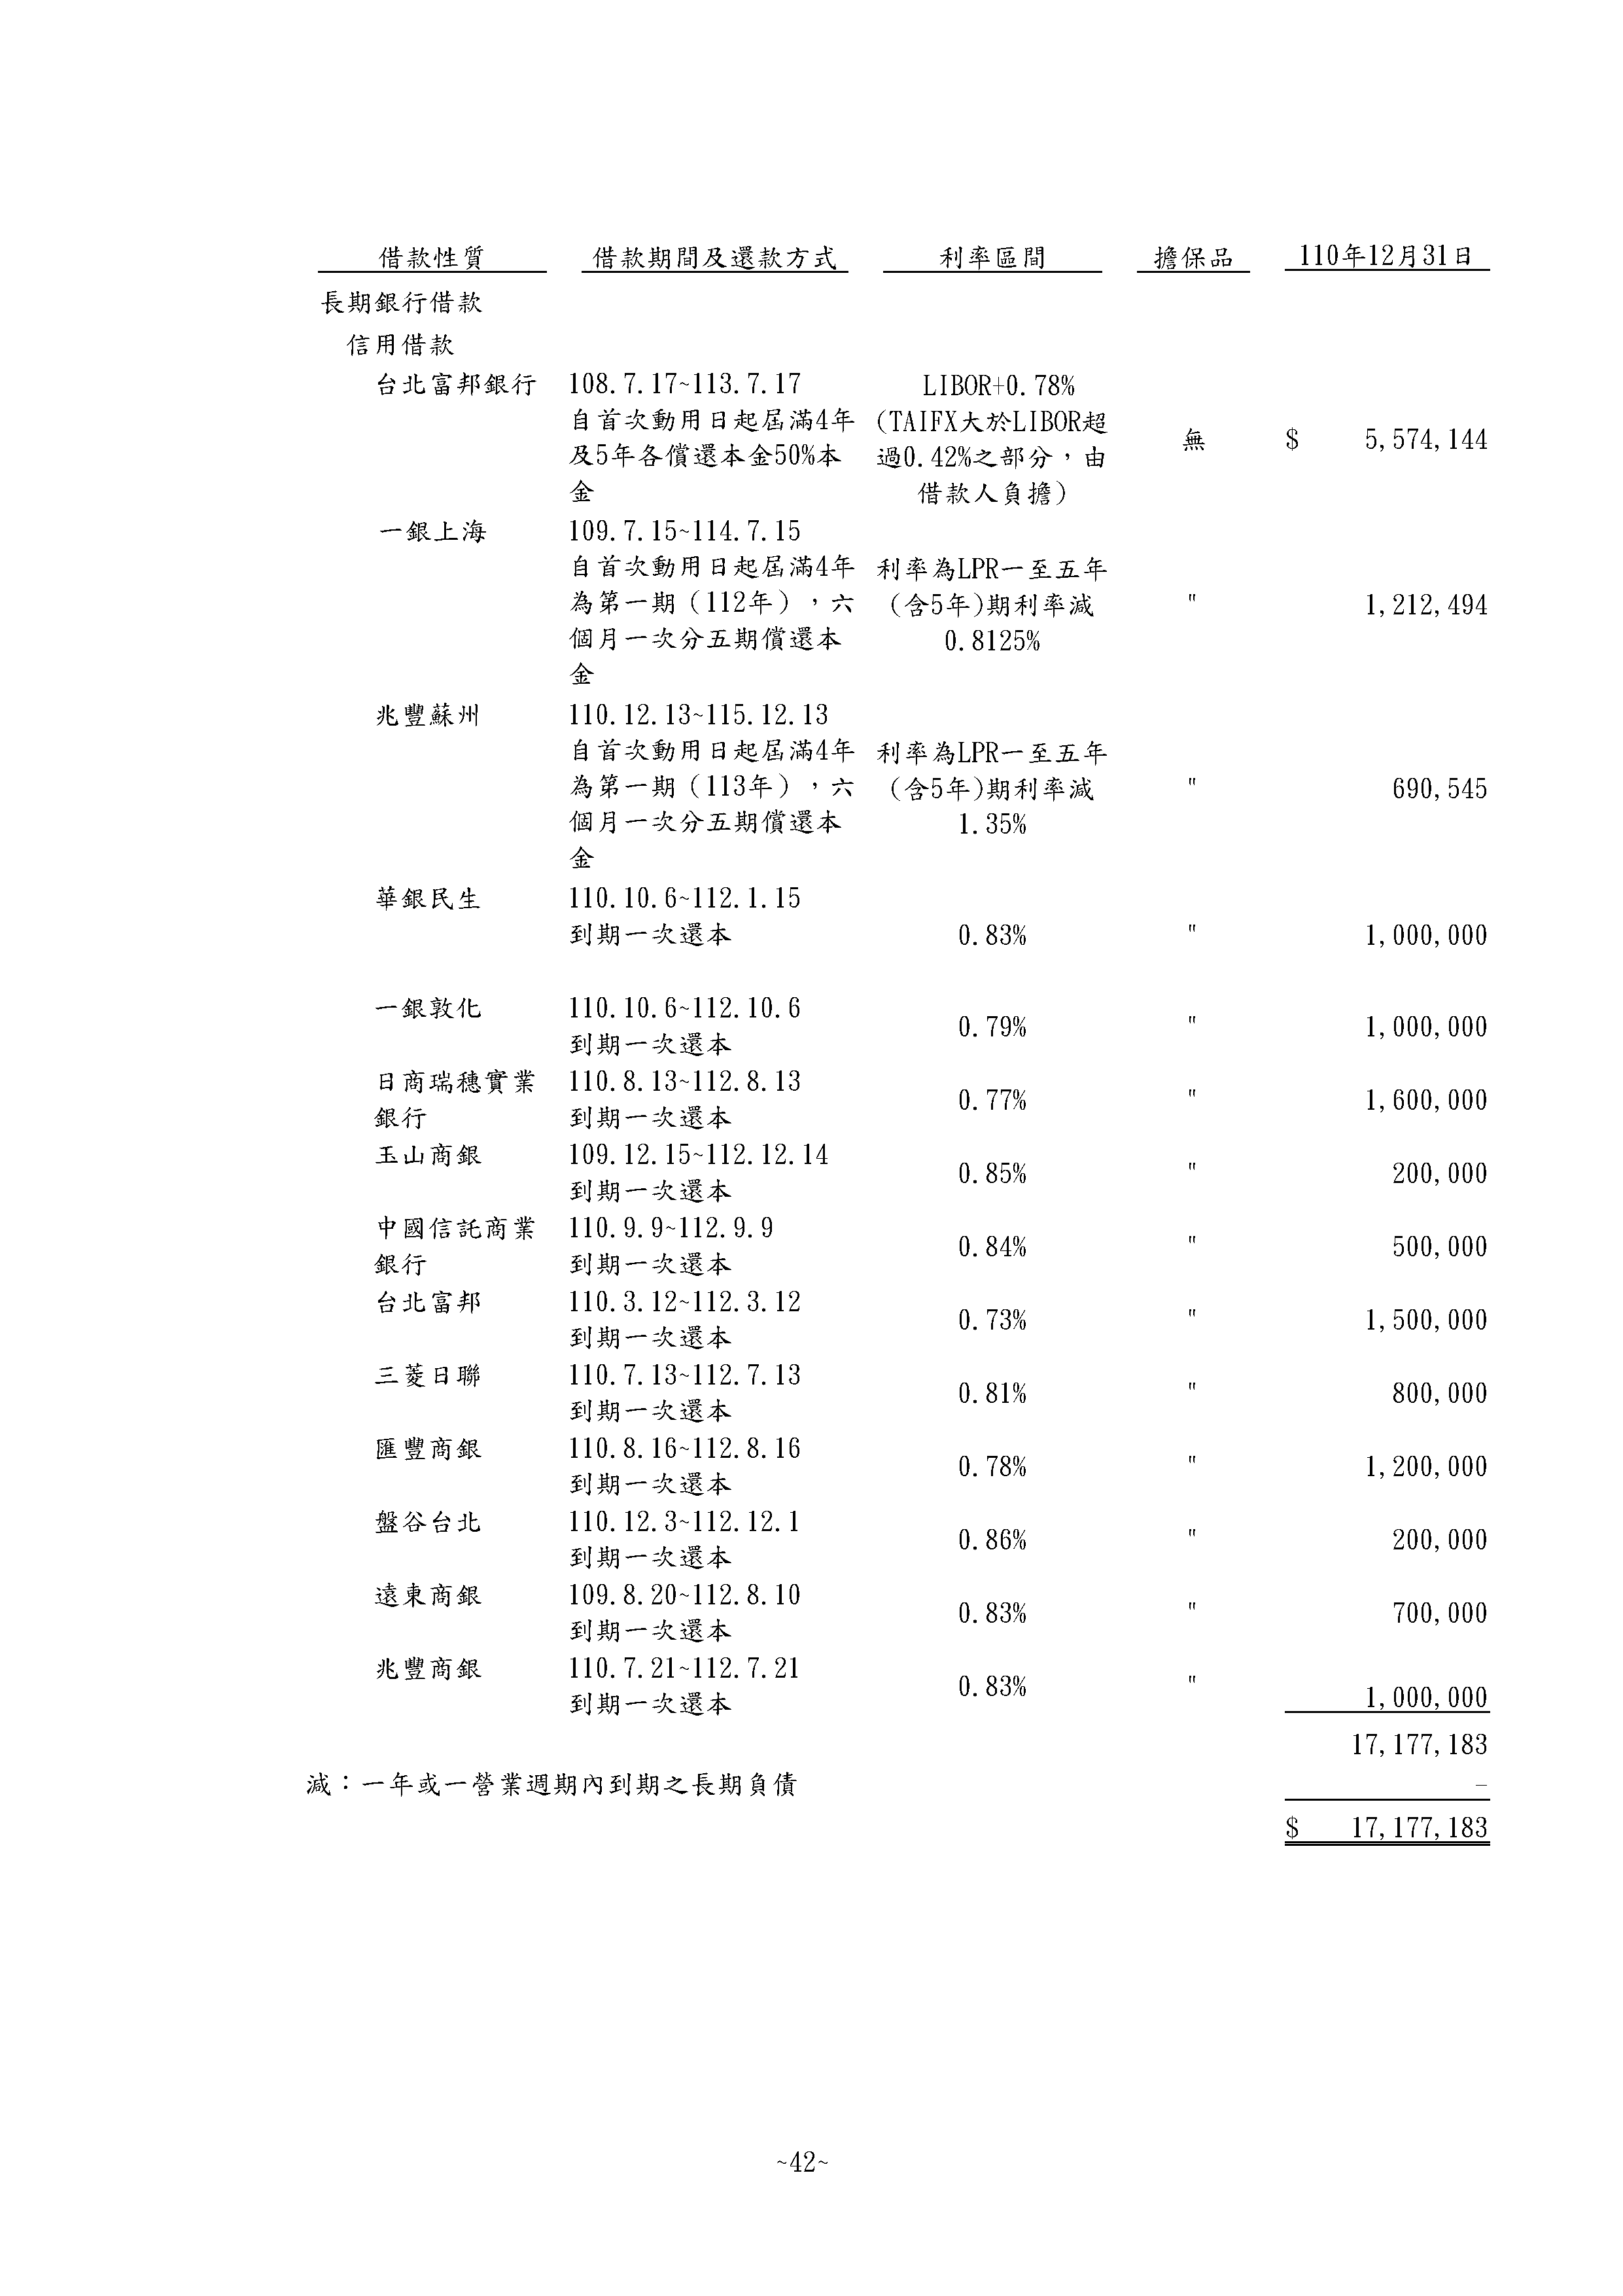 借款性質 借款期間及還款方式 利率區間 擔保品 110年12月31日
長期銀行借款
信用借款
台北富邦銀行 108.7.17~113.7.17 LIBOR+0.78%
自首次動用日起屆滿4年 (TAIFX大於LIBOR超
無 $ 5,574,144
及5年各償還本金50%本 過0.42%之部分，由
金 借款人負擔)
一銀上海 109.7.15~114.7.15
自首次動用日起屆滿4年 利率為LPR一至五年
為第一期（112年），六 (含5年)期利率減 " 1,212,494
個月一次分五期償還本 0.8125%
金
兆豐蘇州 110.12.13~115.12.13
自首次動用日起屆滿4年 利率為LPR一至五年
為第一期（113年），六 (含5年)期利率減 " 690,545
個月一次分五期償還本 1.35%
金
華銀民生 110.10.6~112.1.15
到期一次還本 0.83% " 1,000,000
一銀敦化 110.10.6~112.10.6
0.79% " 1,000,000
到期一次還本
日商瑞穗實業 110.8.13~112.8.13
0.77% " 1,600,000
銀行 到期一次還本
玉山商銀 109.12.15~112.12.14
0.85% " 200,000
到期一次還本
中國信託商業 110.9.9~112.9.9
0.84% " 500,000
銀行 到期一次還本
台北富邦 110.3.12~112.3.12
0.73% " 1,500,000
到期一次還本
三菱日聯 110.7.13~112.7.13
0.81% " 800,000
到期一次還本
匯豐商銀 110.8.16~112.8.16
0.78% " 1,200,000
到期一次還本
盤谷台北 110.12.3~112.12.1
0.86% " 200,000
到期一次還本
遠東商銀 109.8.20~112.8.10
0.83% " 700,000
到期一次還本
兆豐商銀 110.7.21~112.7.21
0.83% "
到期一次還本 1,000,000
17,177,183
減：一年或一營業週期內到期之長期負債 -
$ 17,177,183
~42~